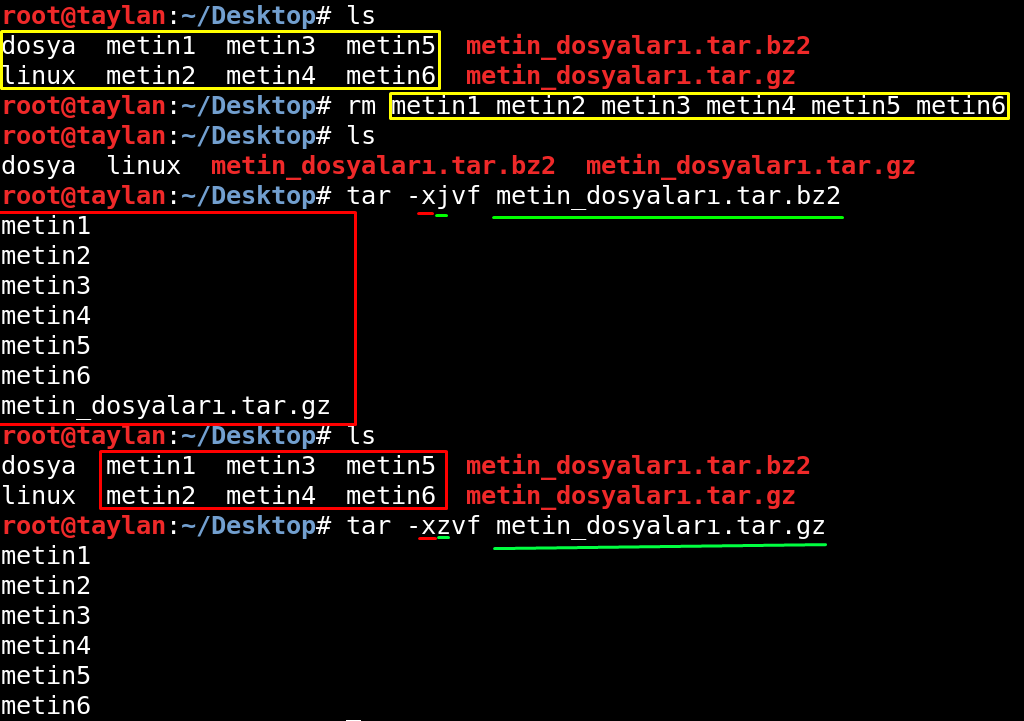 root@taylan:~/Desktop# ls
dosya  metin1  metin3  metin5  metin_dosyaları.tar.bz2
linux  metin2  metin4  metin6  metin_dosyaları.tar.gz
root@taylan:~/Desktop# rm metin1 metin2 metin3 metin4 metin5 metin6
root@taylan:~/Desktop# ls
dosya  linux  metin_dosyaları.tar.bz2  metin_dosyaları.tar.gz
root@taylan:~/Desktop# tar -xjvf metin_dosyaları.tar.bz2
metin1
metin2
metin3
metin4
metin5
metin6
metin_dosyaları.tar.gz
root@taylan:~/Desktop# ls
dosya  metin1  metin3  metin5  metin_dosyaları.tar.bz2
linux  metin2  metin4  metin6  metin_dosyaları.tar.gz
root@taylan:~/Desktop# tar -xzvf metin_dosyaları.tar.gz
metin1
metin2
metin3
metin4
metin5
metin6